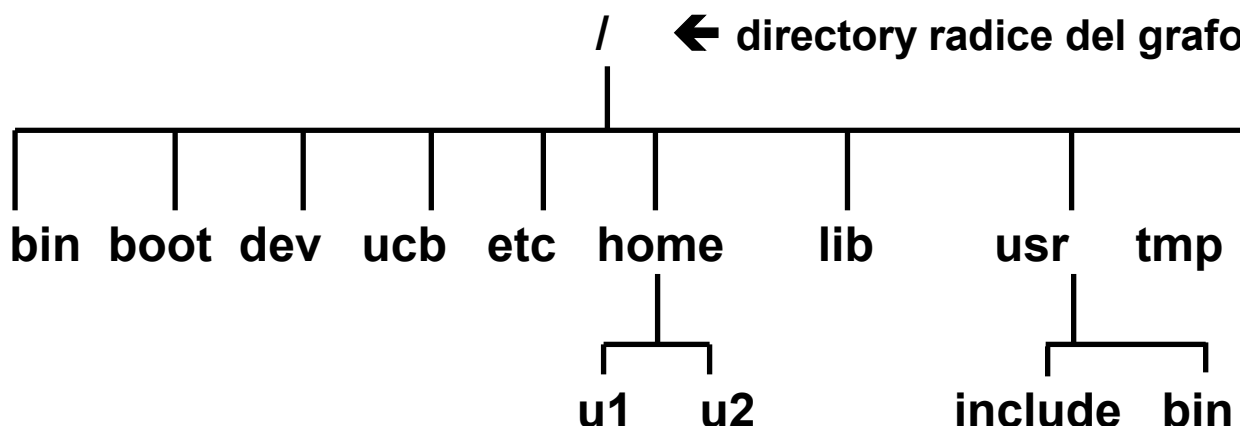 / 🡸 directory radice del grafo
bin boot dev ucb etc home lib usr tmp
u1 u2 include bin